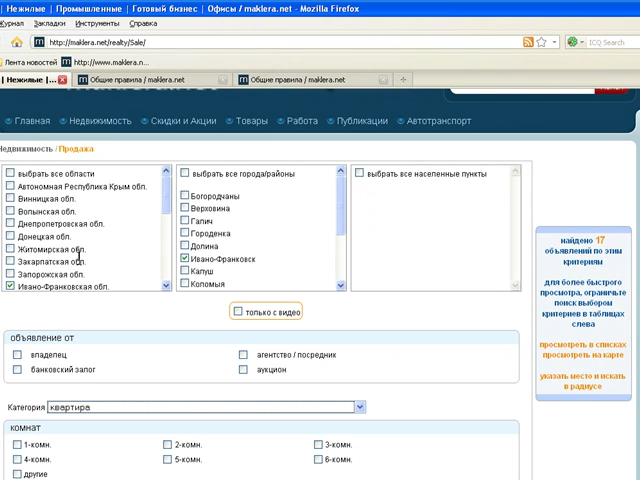 | Нежилые | Промышленные | Готовый бизнес | Офисы / maklera.net - Mozilla Firefox
Журнал Закладки Инструменты Справка
http://maklera.net/realty/Sale/
ICQ Search
Лента новостей http://www.maklera.n...
| Нежилые |... Общие правила / maklera.net Общие правила / maklera.net
Главная Недвижимость Скидки и Акции Товары Работа Публикации Автотранспорт
Недвижимость / Продажа
выбрать все области
Автономная Республика Крым обл.
Винницкая обл.
Волынская обл.
Днепропетровская обл.
Донецкая обл.
Житомирская обл.
Закарпатская обл.
Запорожская обл.
Ивано-Франковская обл.
выбрать все города/районы
Богородчаны
Верховина
Галич
Городенка
Долина
Ивано-Франковск
Калуш
Коломыя
выбрать все населенные пункты
найдено 17
объявлений по этим
критериям
для более быстрого
просмотра, ограничьте
поиск выбором
критериев в таблицах
слева
просмотреть в списках
просмотреть на карте
указать место и искать
в радиусе
только с видео
объявление от
владелец агентство / посредник
банковский залог аукцион
Категория квартира
комнат
1-комн. 2-комн. 3-комн.
4-комн. 5-комн. 6-комн.
другие